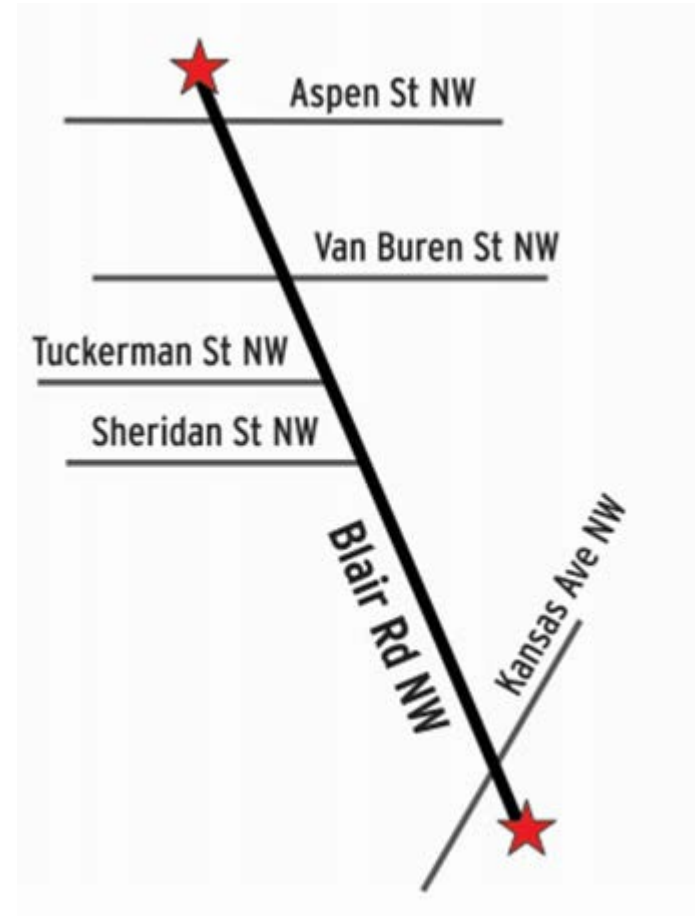 Aspen St NW
Van Buren St NW
Tuckerman St NW
Sheridan St NW
Blair Rd NW
Kansas Ave NW